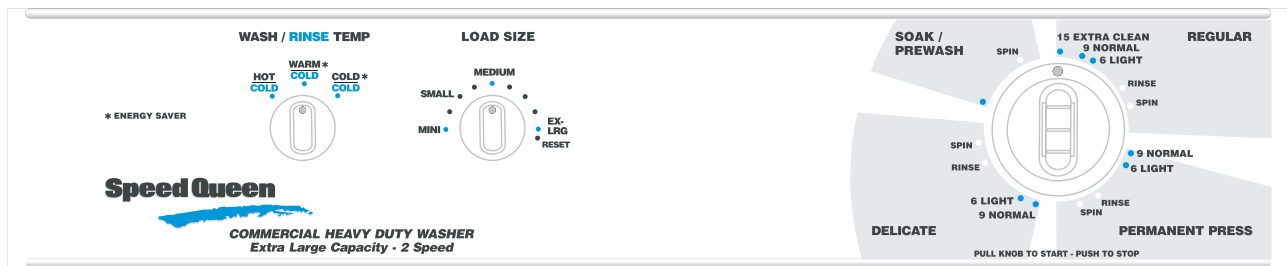 WASH / RINSE TEMP
HOT
COLD
WARM *
COLD
COLD *
COLD
* ENERGY SAVER
LOAD SIZE
MINI
SMALL
MEDIUM
EX-
LRG
RESET
Speed Queen
COMMERCIAL HEAVY DUTY WASHER
Extra Large Capacity - 2 Speed
SOAK /
PREWASH
SPIN
REGULAR
15 EXTRA CLEAN
9 NORMAL
6 LIGHT
RINSE
SPIN
9 NORMAL
6 LIGHT
RINSE
SPIN
PERMANENT PRESS
6 LIGHT
9 NORMAL
RINSE
SPIN
DELICATE
PULL KNOB TO START - PUSH TO STOP